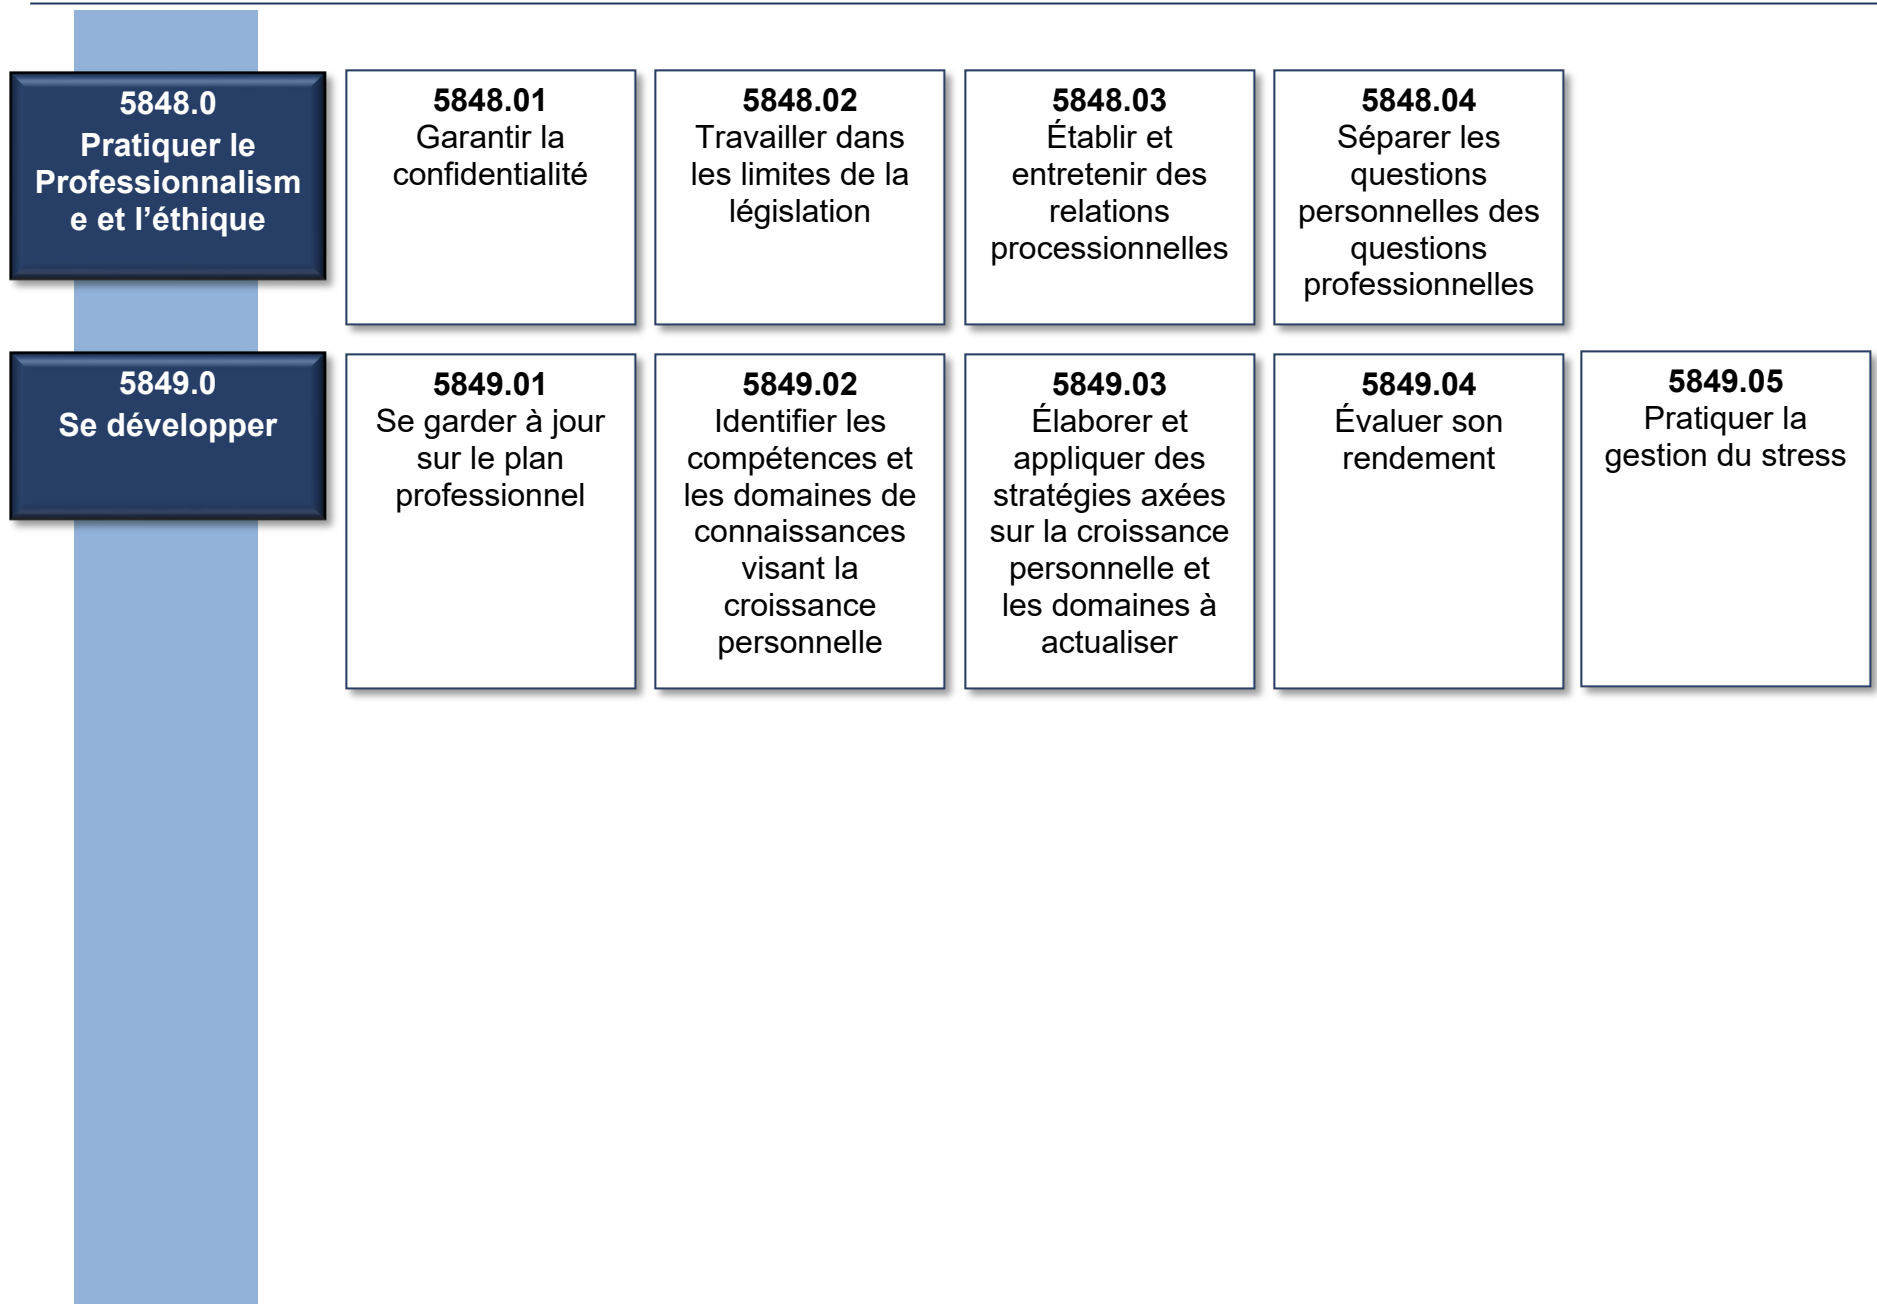 5848.0
Pratiquer le
Professionnalism
e et l’éthique
5848.01
Garantir la
confidentialité
5848.02
Travailler dans
les limites de la
législation
5848.03
Établir et
entretenir des
relations
processionnelles
5848.04
Séparer les
questions
personnelles des
questions
professionnelles
5849.0
Se développer
5849.01
Se garder à jour
sur le plan
professionnel
5849.02
Identifier les
compétences et
les domaines de
connaissances
visant la
croissance
personnelle
5849.03
Élaborer et
appliquer des
stratégies axées
sur la croissance
personnelle et
les domaines à
actualiser
5849.04
Évaluer son
rendement
5849.05
Pratiquer la
gestion du stress